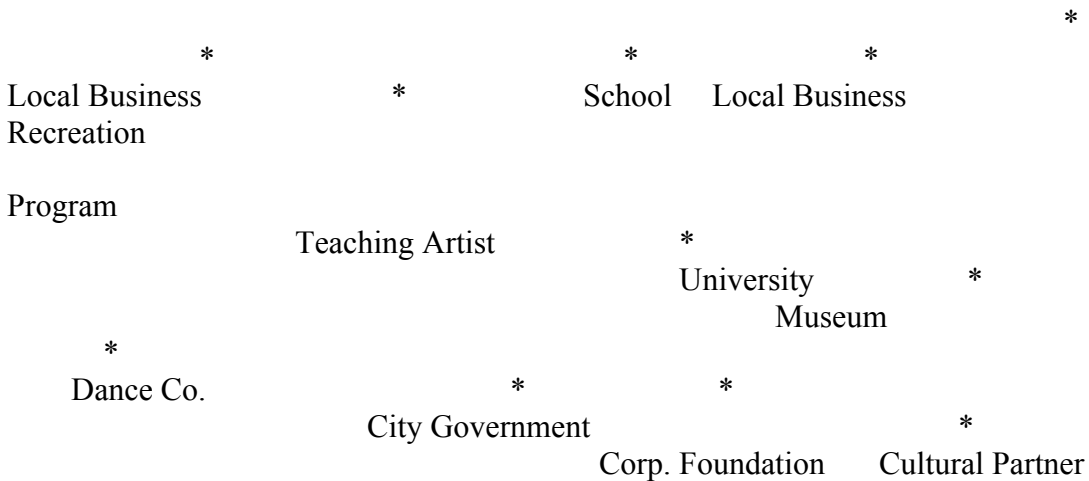 *
* * *
Local Business * School Local Business
Recreation
Program
Teaching Artist *
University *
Museum
*
Dance Co. * *
City Government *
Corp. Foundation Cultural Partner